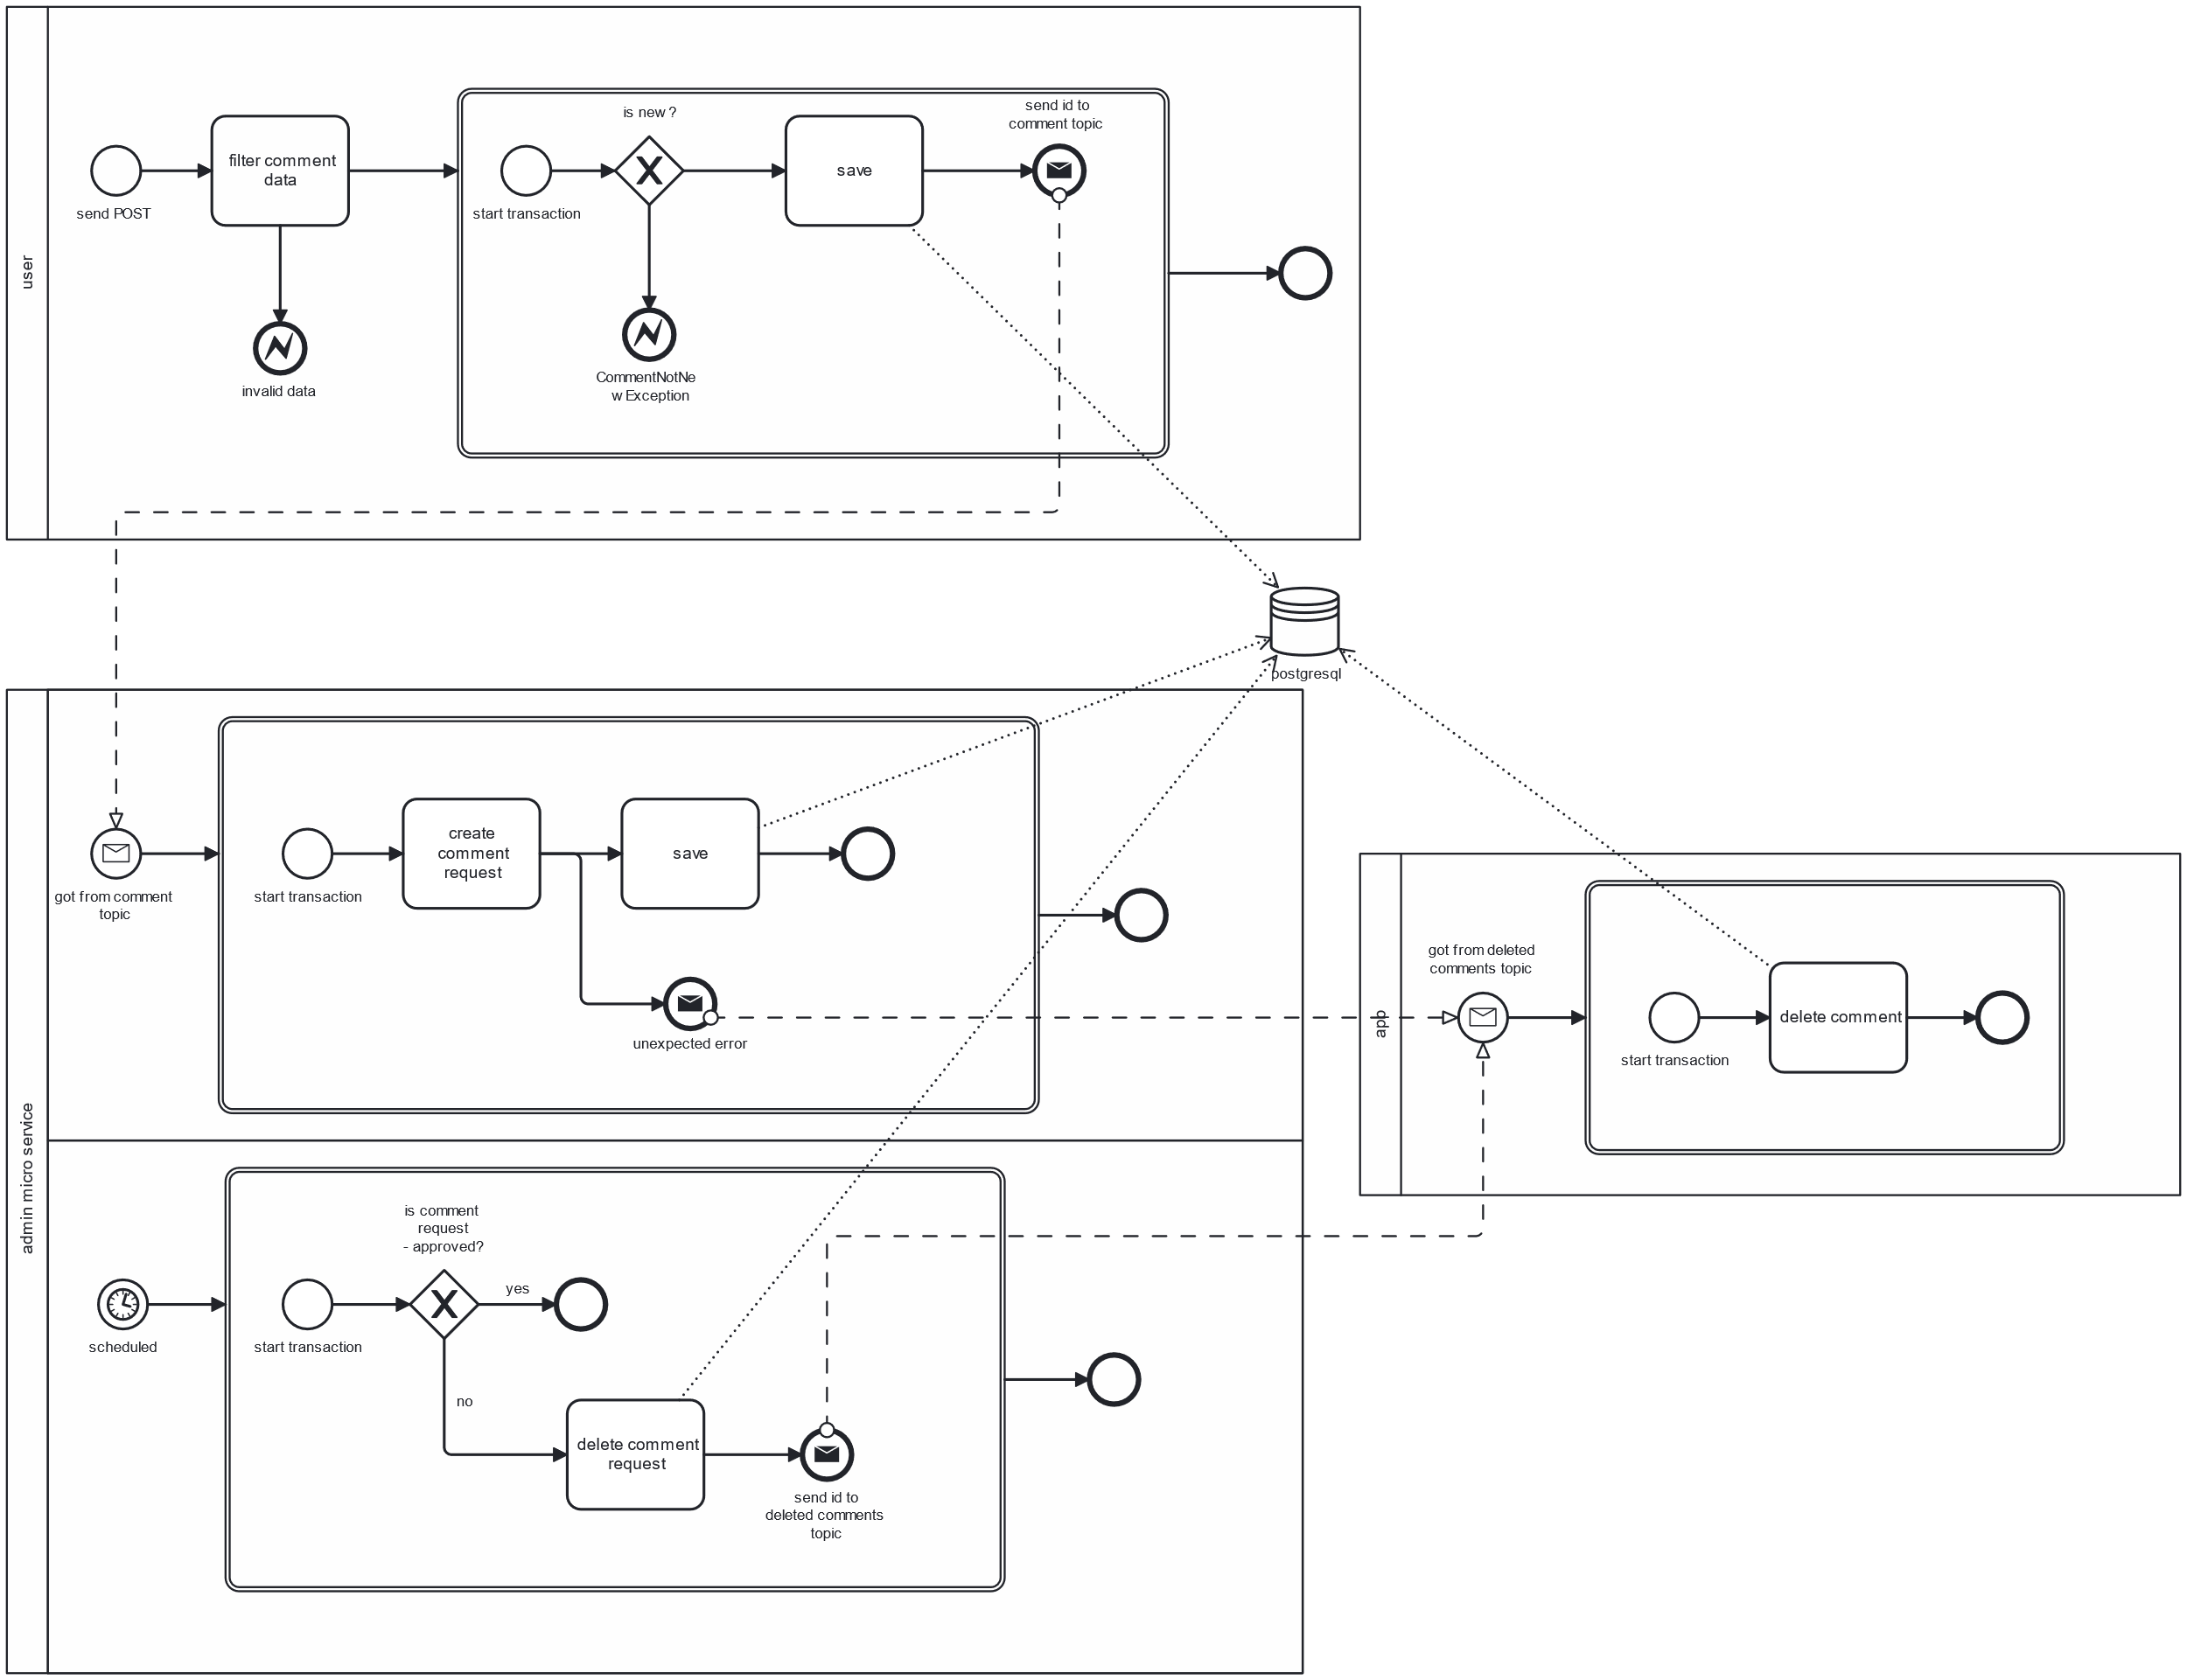 user
send POST
filter comment
data
invalid data
start transaction
is new?
CommentNotNe
wException
save
send id to
comment topic
postgresql
admin micro service
got from comment
topic
start transaction
create
comment
request
save
unexpected error
app
got from deleted
comments topic
start transaction
delete comment
scheduled
start transaction
is comment
request
- approved?
yes
no
delete comment
request
send id to
deleted comments
topic